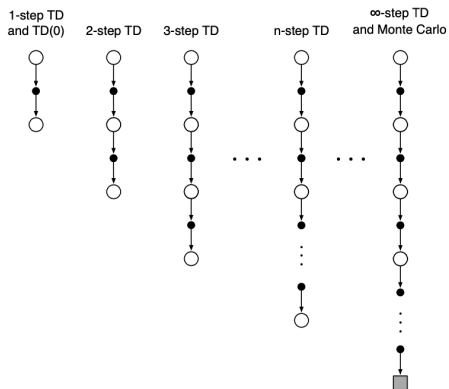 1-step TD
and TD(0)
2-step TD
3-step TD
n-step TD
∞-step TD
and Monte Carlo